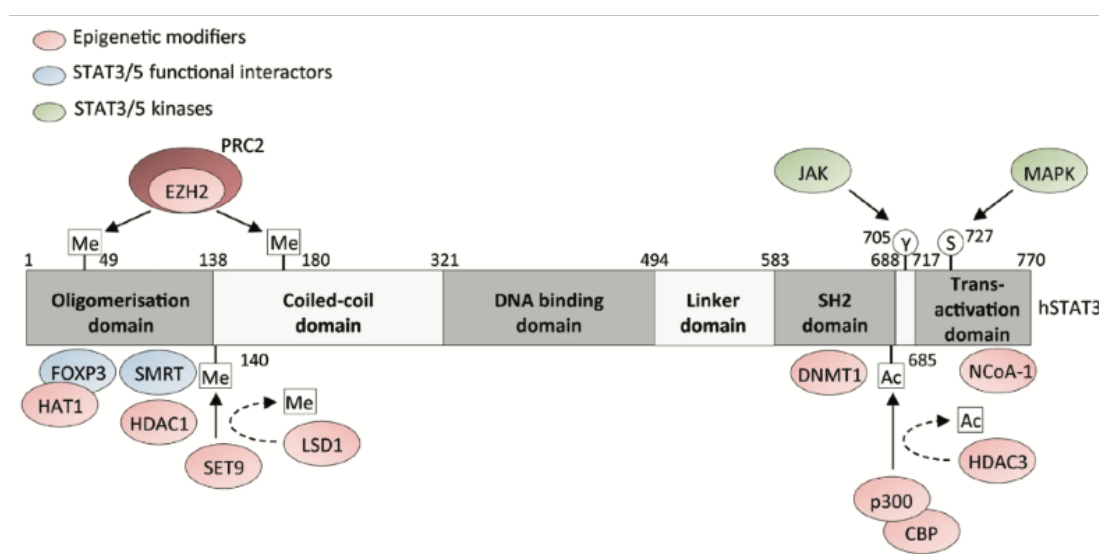 Epigenetic modifiers
STAT3/5 functional interactors
STAT3/5 kinases
PRC2
EZH2
JAK
MAPK
Me
Me
705
Y
S
727
1
49
138
180
321
494
583
688
717
770
Oligomerisation
domain
Coiled-coil
domain
DNA binding
domain
Linker
domain
SH2
domain
Trans-
activation
domain
hSTAT3
FOXP3
HAT1
SMRT
HDAC1
Me
140
SET9
Me
LSD1
DNMT1
Ac
685
NCoA-1
Ac
HDAC3
p300
CBP